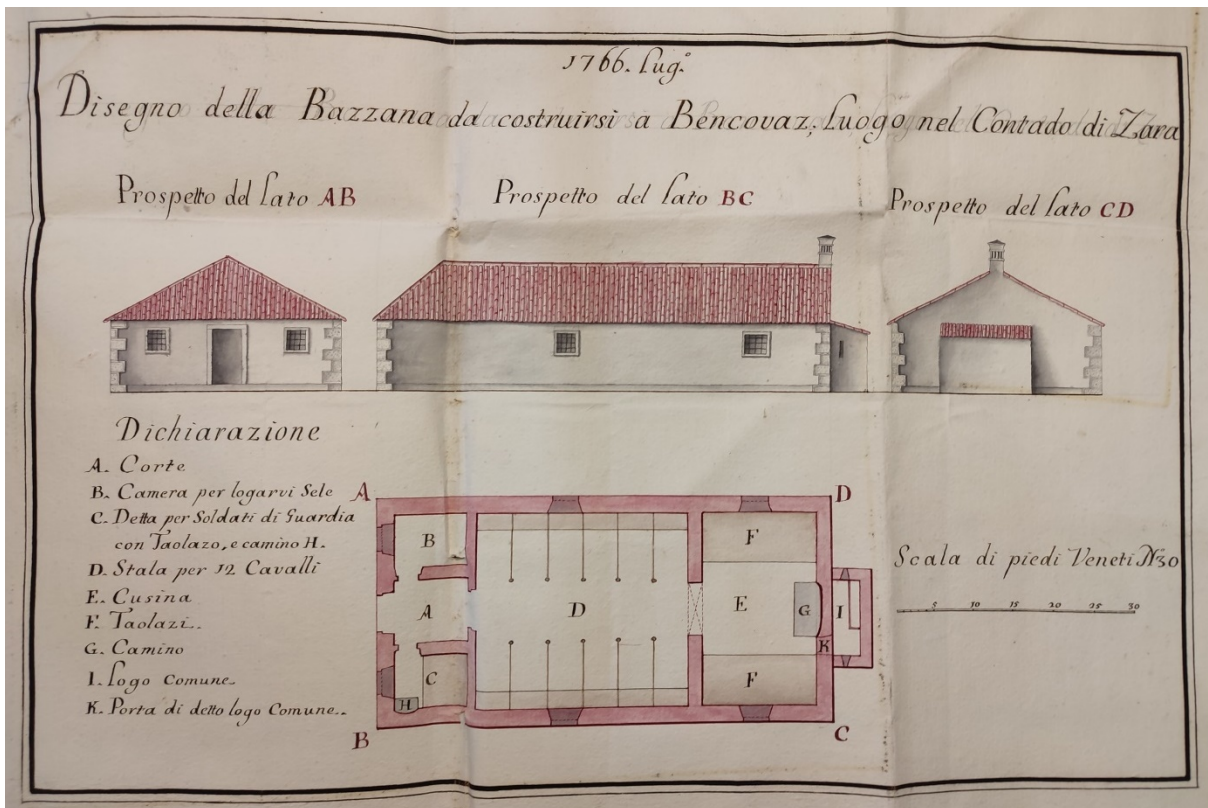 1766. Lug.º
Disegno della Bazzana da costruirsi a Bencovaz; Luogo nel Contado di Zara
Prospetto del Lato AB
Prospetto del Lato BC
Prospetto del Lato CD
Dichiarazione
A. Corte
B. Camera per logarvi Sele
C. Detta per Soldati di Guardia
con Taolazo, e camino H.
D. Stala per 12 Cavalli
E. Cusina
F. Taolazi.
G. Camino
I. Logo Comune.
K. Porta di detto logo Comune.
A
D
B
C
B
A
C
H
D
F
E
G
I
K
F
Scala di piedi Veneti N.º 30
5 10 15 20 25 30